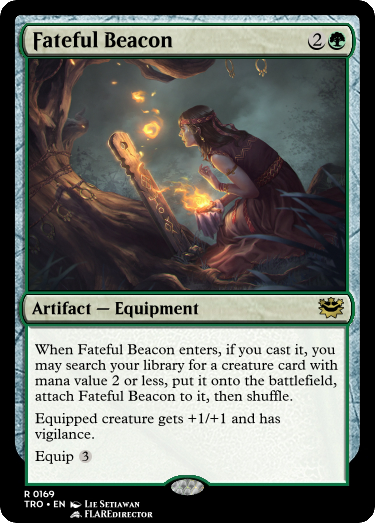 Fateful Beacon 2
Artifact — Equipment
When Fateful Beacon enters, if you cast it, you
may search your library for a creature card with
mana value 2 or less, put it onto the battlefield,
attach Fateful Beacon to it, then shuffle.
Equipped creature gets +1/+1 and has
vigilance.
Equip 3
R 0169
TRO • EN Lie Setiawan
FLAREdirector